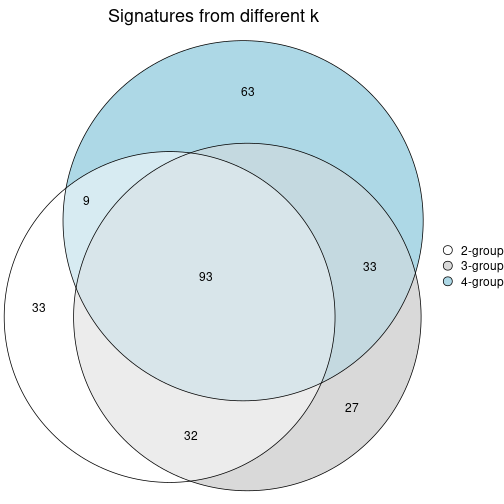 Signatures from different k
63
9
93
33
33
27
32
2-group
3-group
4-group